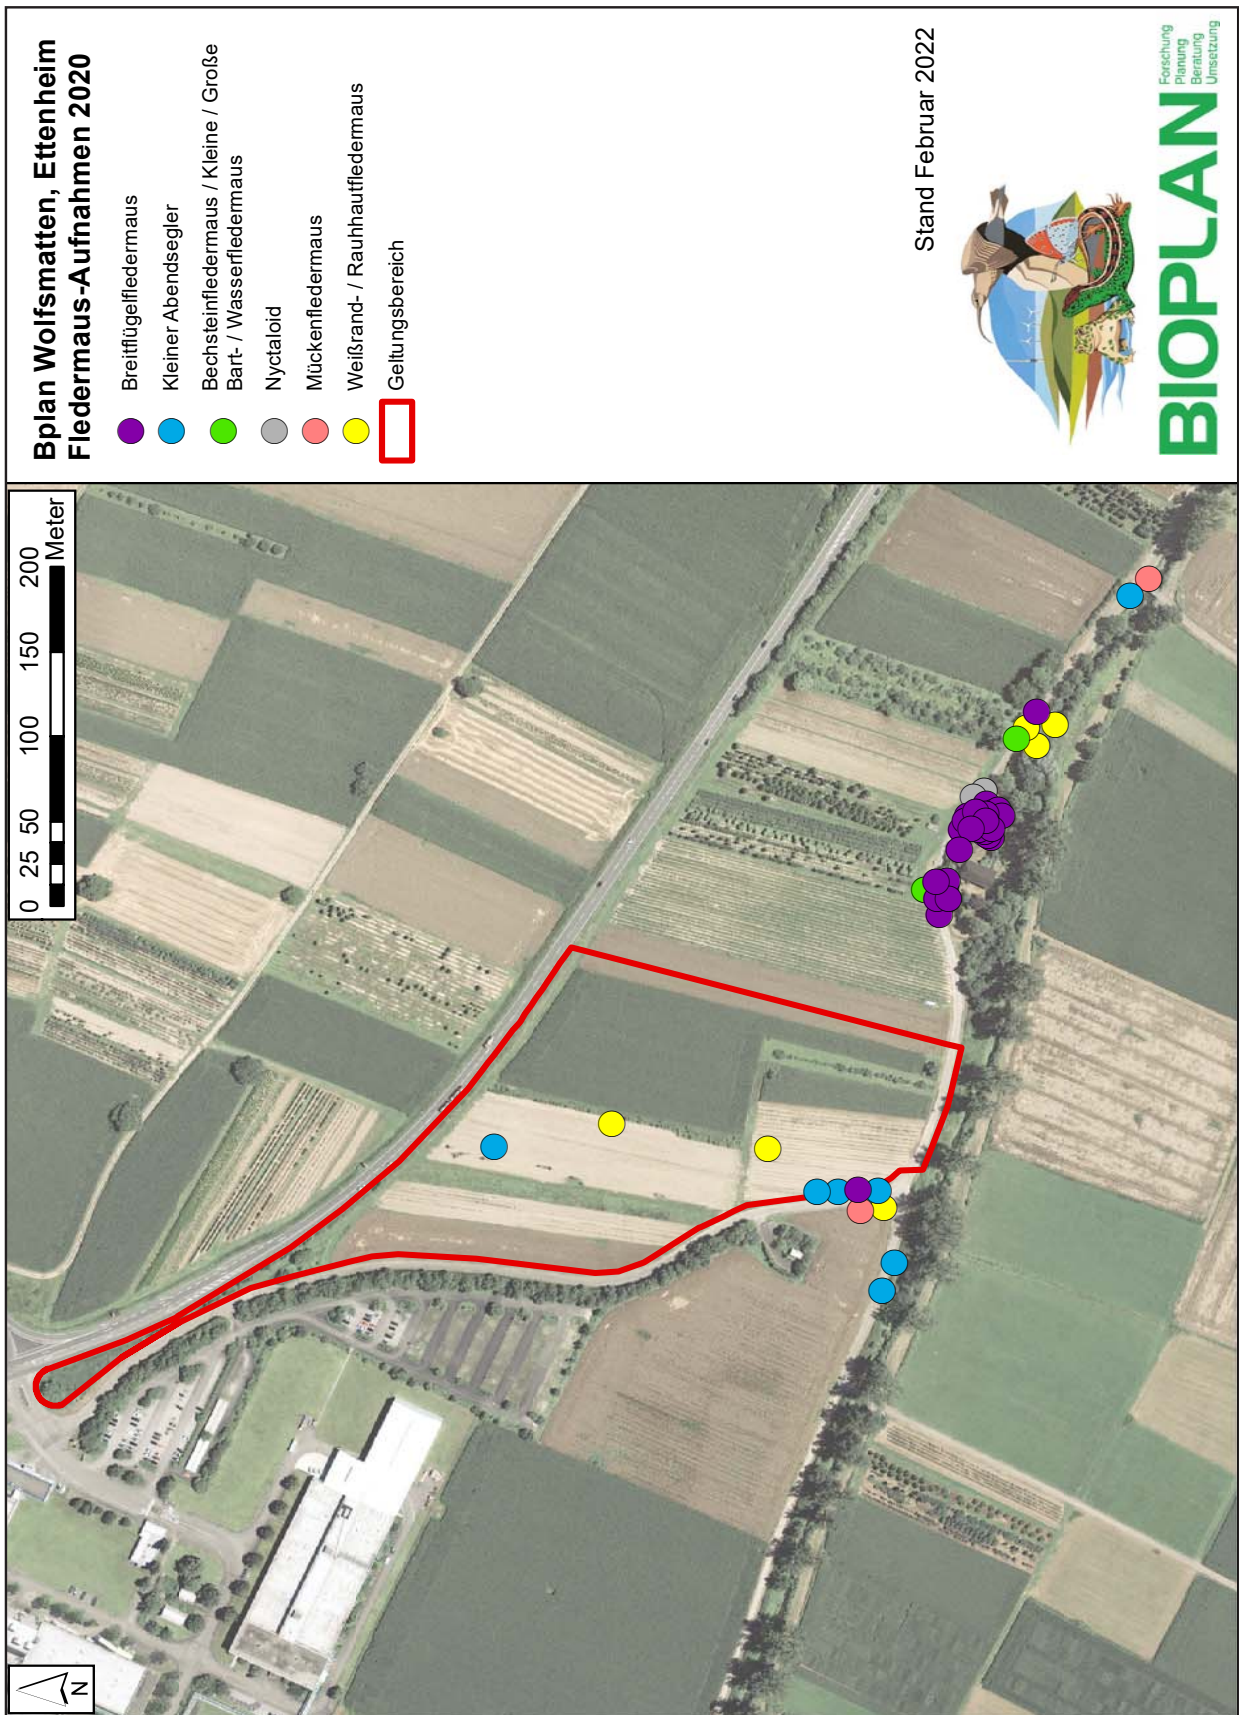 Bplan Wolfsmatten, Ettenheim
Fledermaus-Aufnahmen 2020
Breitflügelfledermaus
Kleiner Abendsegler
Bechsteinfledermaus / Kleine / Große
Bart- / Wasserfledermaus
Nyctaloid
Mückenfledermaus
Weißrand- / Rauhhautfledermaus
Geltungsbereich
Stand Februar 2022
BIOPLAN
Forschung
Planung
Beratung
Umsetzung
0 25 50 100 150 200
Meter
N